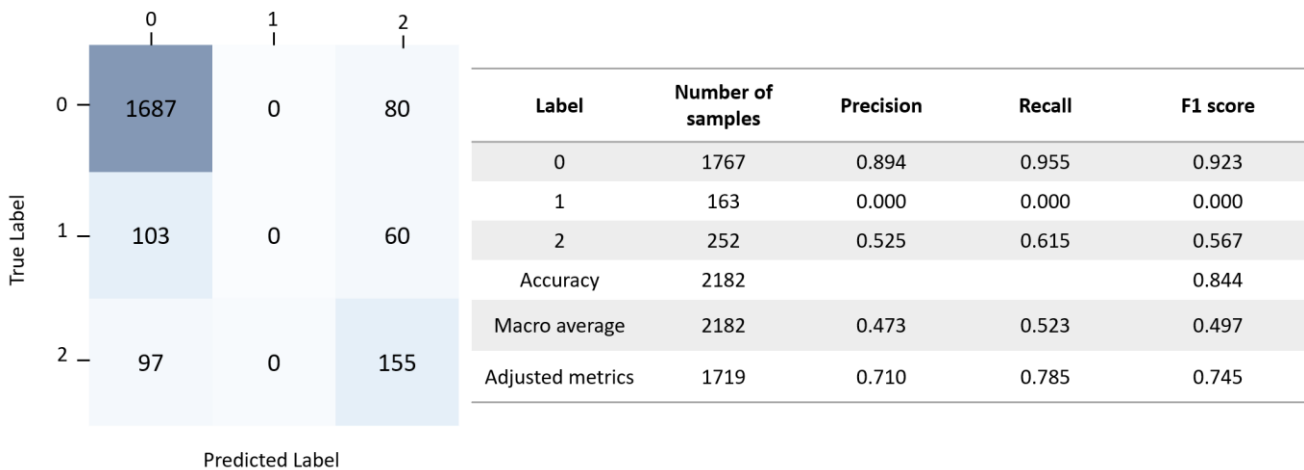 0 1 2
True Label
0 1687 0 80
1 103 0 60
2 97 0 155
Predicted Label
Label Number of samples Precision Recall F1 score
0 1767 0.894 0.955 0.923
1 163 0.000 0.000 0.000
2 252 0.525 0.615 0.567
Accuracy 2182 0.844
Macro average 2182 0.473 0.523 0.497
Adjusted metrics 1719 0.710 0.785 0.745